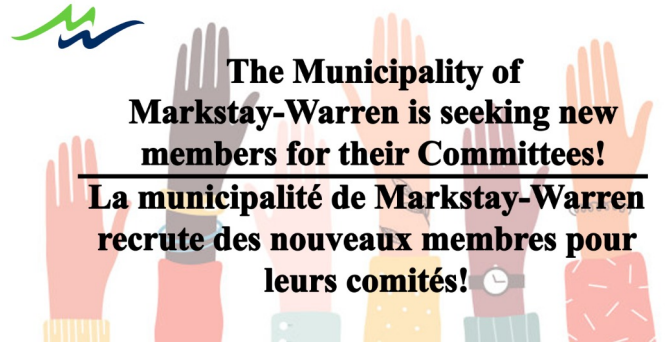 The Municipality of
Markstay-Warren is seeking new
members for their Committees!
La municipalité de Markstay-Warren
recrute des nouveaux membres pour
leurs comités!